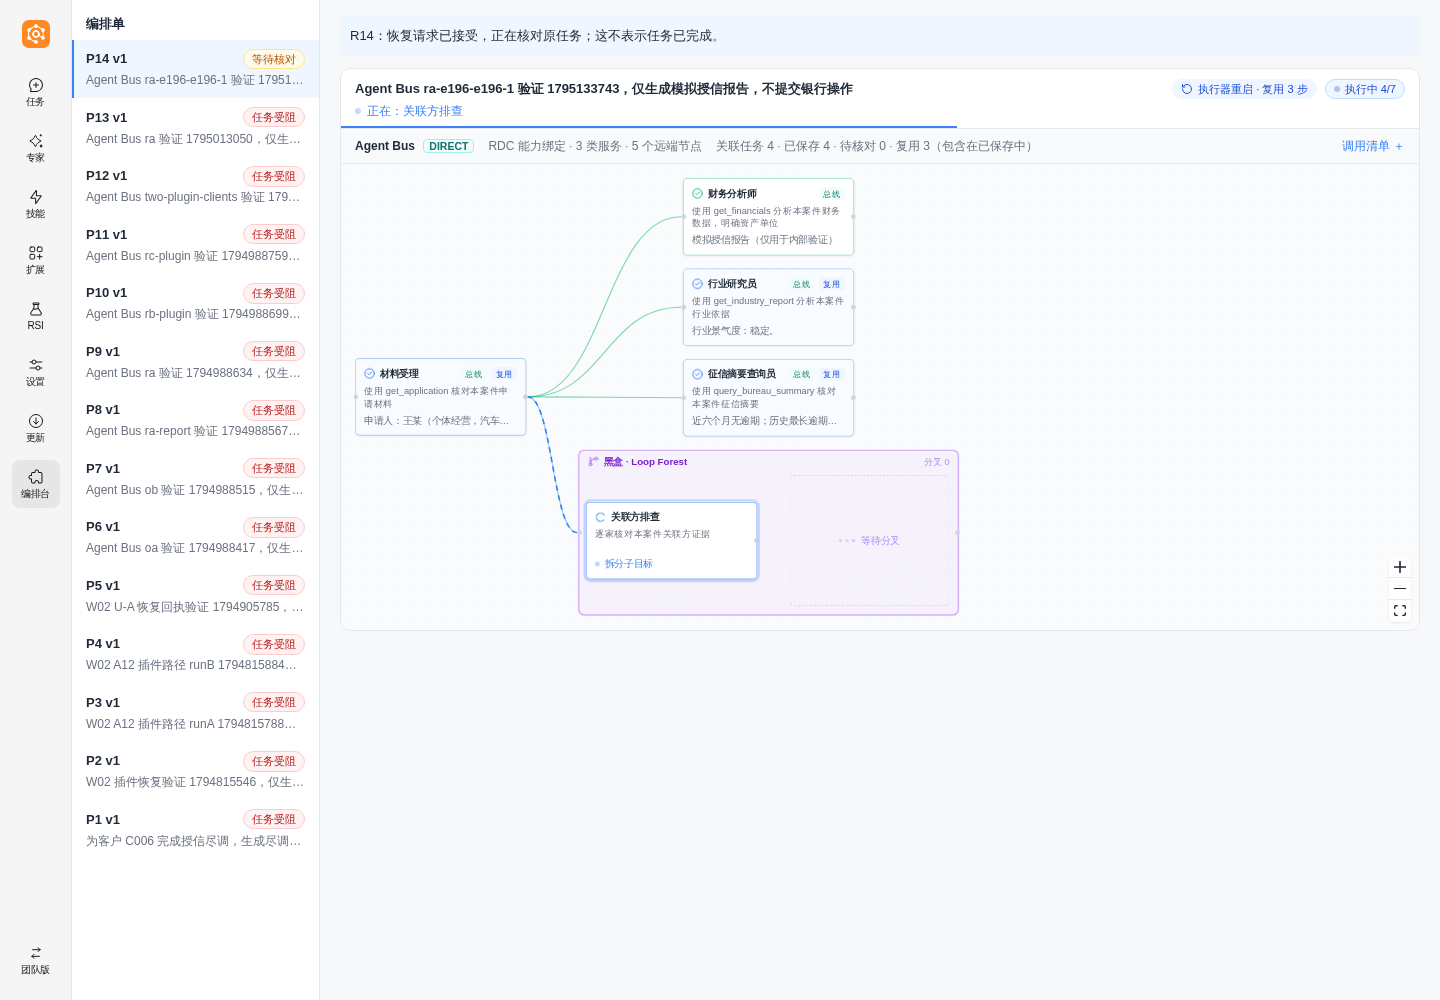 任务
专家
技能
扩展
RSI
设置
更新
编排台
团队版
编排单
P14 v1 等待核对
Agent Bus ra-e196-e196-1 验证 17951…
P13 v1 任务受阻
Agent Bus ra 验证 1795013050，仅生…
P12 v1 任务受阻
Agent Bus two-plugin-clients 验证 179…
P11 v1 任务受阻
Agent Bus rc-plugin 验证 1794988759…
P10 v1 任务受阻
Agent Bus rb-plugin 验证 1794988699…
P9 v1 任务受阻
Agent Bus ra 验证 1794988634，仅生…
P8 v1 任务受阻
Agent Bus ra-report 验证 1794988567…
P7 v1 任务受阻
Agent Bus ob 验证 1794988515，仅生…
P6 v1 任务受阻
Agent Bus oa 验证 1794988417，仅生…
P5 v1 任务受阻
W02 U-A 恢复回执验证 1794905785，…
P4 v1 任务受阻
W02 A12 插件路径 runB 1794815884…
P3 v1 任务受阻
W02 A12 插件路径 runA 1794815788…
P2 v1 任务受阻
W02 插件恢复验证 1794815546，仅生…
P1 v1 任务受阻
为客户 C006 完成授信尽调，生成尽调…
R14：恢复请求已接受，正在核对原任务；这不表示任务已完成。
Agent Bus ra-e196-e196-1 验证 1795133743，仅生成模拟授信报告，不提交银行操作
执行器重启 · 复用 3 步
执行中 4/7
正在：关联方排查
Agent Bus DIRECT RDC 能力绑定 · 3 类服务 · 5 个远端节点 关联任务 4 · 已保存 4 · 待核对 0 · 复用 3（包含在已保存中） 调用清单 +
财务分析师 总线
使用 get_financials 分析本案件财务
数据，明确资产单位
模拟授信报告（仅用于内部验证）
行业研究员 总线 复用
使用 get_industry_report 分析本案件
行业依据
行业景气度：稳定。
材料受理 总线 复用
使用 get_application 核对本案件申
请材料
申请人：王某（个体经营，汽车…
征信摘要查询员 总线 复用
使用 query_bureau_summary 核对
本案件征信摘要
近六个月无逾期；历史最长逾期…
黑盒 · Loop Forest 分叉 0
关联方排查
逐家核对本案件关联方证据
拆分子目标
等待分叉